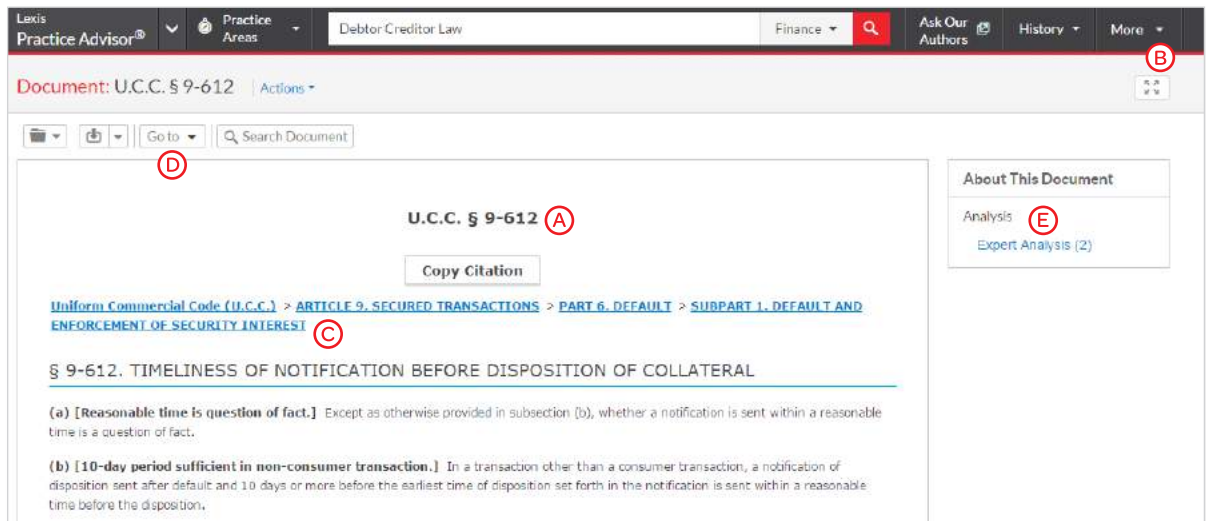 Lexis
Practice Advisor®
Practice
Areas
Debtor Creditor Law
Finance
Ask Our
Authors
History
More
B
Document: U.C.C. § 9-612
Actions
Go to
Search Document
D
About This Document
U.C.C. § 9-612 A
Analysis E
Expert Analysis (2)
Copy Citation
Uniform Commercial Code (U.C.C.) > ARTICLE 9. SECURED TRANSACTIONS > PART 6. DEFAULT > SUBPART 1. DEFAULT AND
ENFORCEMENT OF SECURITY INTEREST C
§ 9-612. TIMELINESS OF NOTIFICATION BEFORE DISPOSITION OF COLLATERAL
(a) [Reasonable time is question of fact.] Except as otherwise provided in subsection (b), whether a notification is sent within a reasonable
time is a question of fact.
(b) [10-day period sufficient in non-consumer transaction.] In a transaction other than a consumer transaction, a notification of
disposition sent after default and 10 days or more before the earliest time of disposition set forth in the notification is sent within a reasonable
time before the disposition.